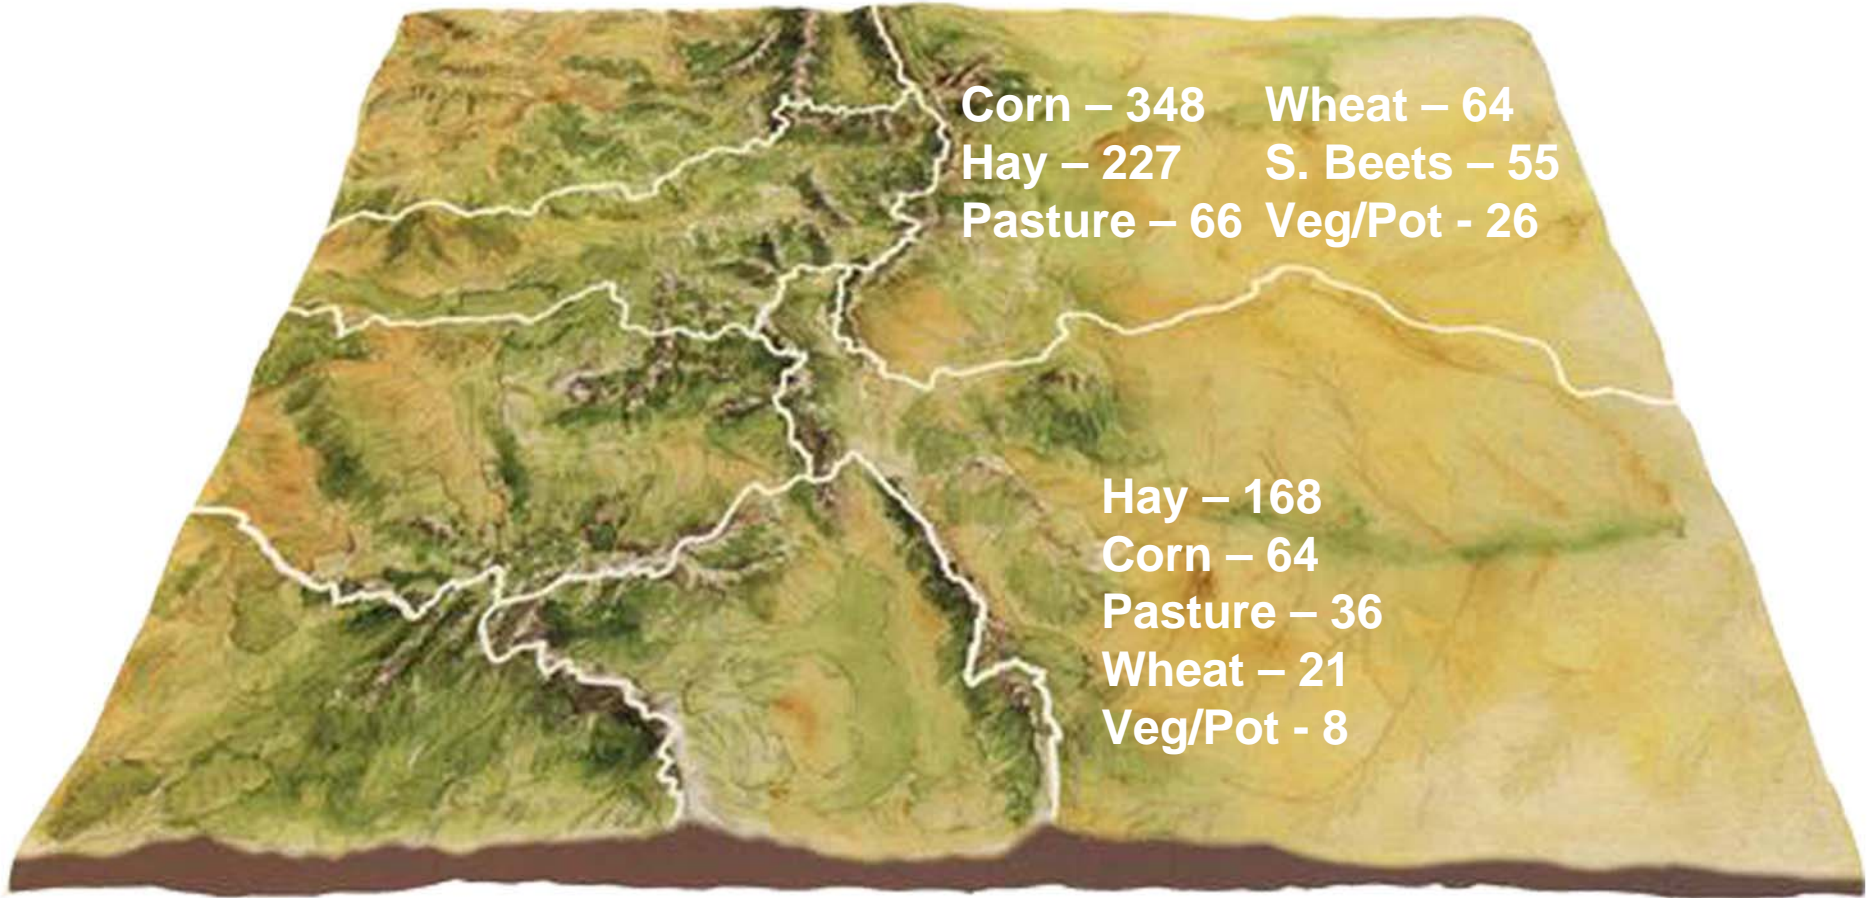 Corn – 348 Wheat – 64
Hay – 227 S. Beets – 55
Pasture – 66 Veg/Pot - 26
Hay – 168
Corn – 64
Pasture – 36
Wheat – 21
Veg/Pot - 8